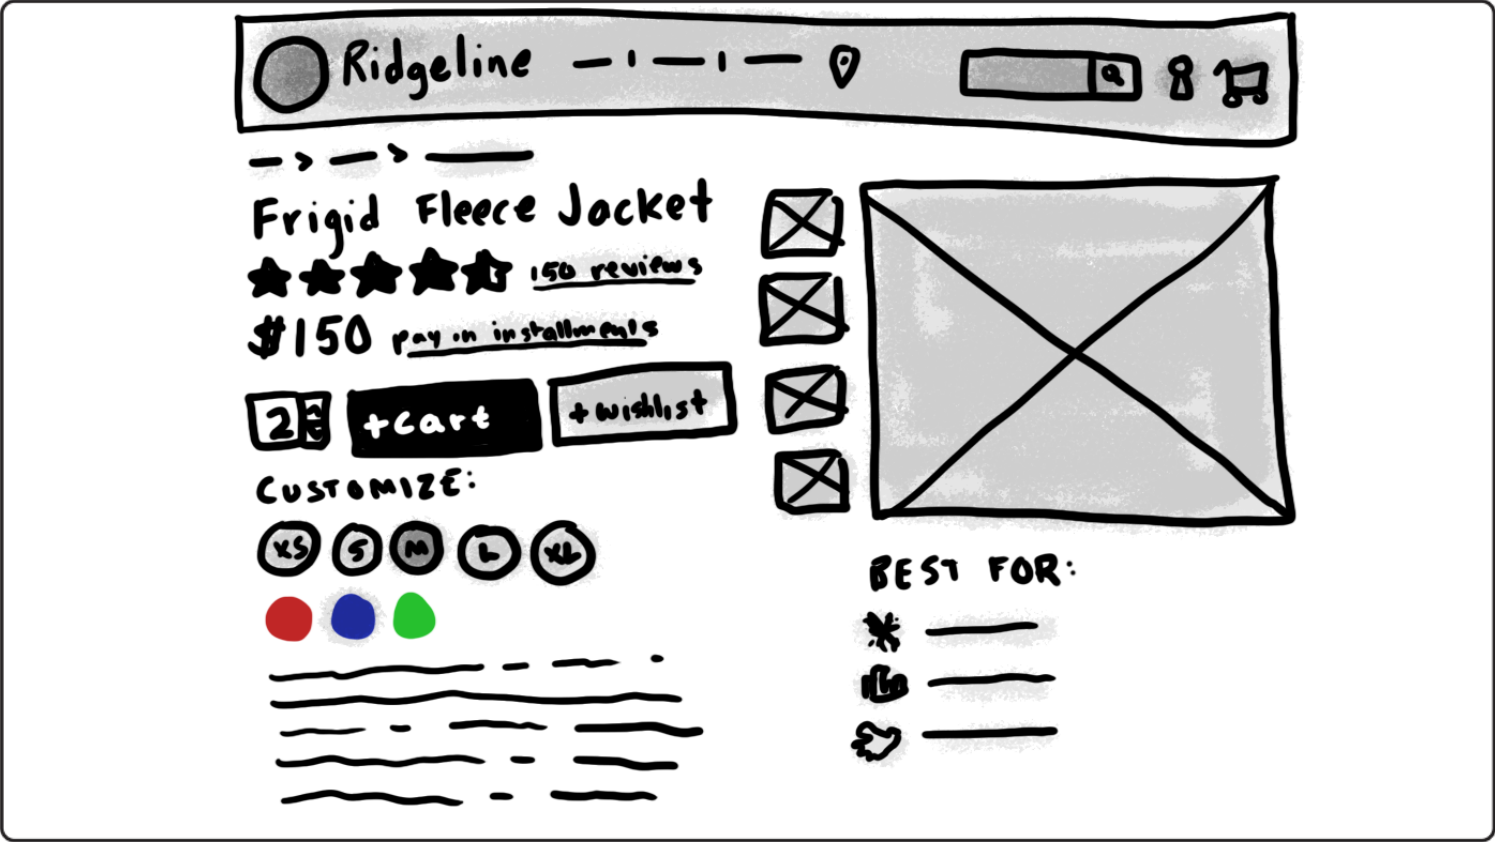 Ridgeline
Frigid Fleece Jacket
150 reviews
$150 pay in installments
2 +cart +wishlist
CUSTOMIZE:
XS S M L XL
BEST FOR: